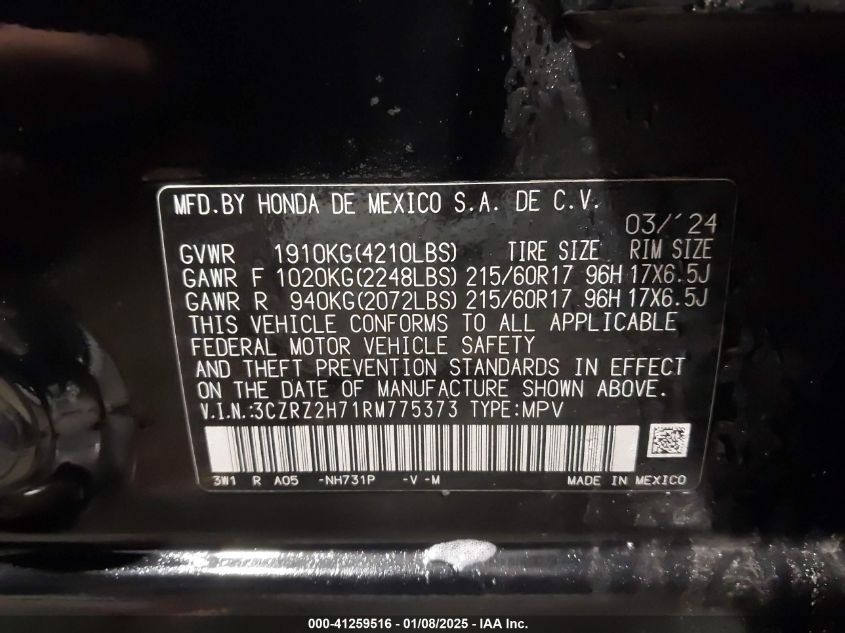 MFD.BY HONDA DE MEXICO S.A. DE C.V.
03/'24
GVWR 1910KG(4210LBS) TIRE SIZE RIM SIZE
GAWR F 1020KG(2248LBS) 215/60R17 96H 17X6.5J
GAWR R 940KG(2072LBS) 215/60R17 96H 17X6.5J
THIS VEHICLE CONFORMS TO ALL APPLICABLE
FEDERAL MOTOR VEHICLE SAFETY
AND THEFT PREVENTION STANDARDS IN EFFECT
ON THE DATE OF MANUFACTURE SHOWN ABOVE.
V.I.N.:3CZRZ2H71RM775373 TYPE:MPV
3W1 R A05 -NH731P -V -M MADE IN MEXICO
000-41259516 - 01/08/2025 - IAA Inc.